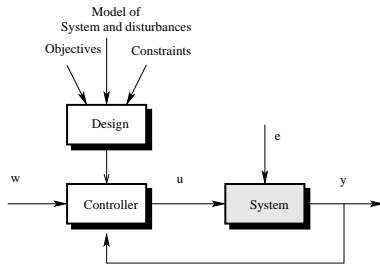 Model of
System and disturbances
Objectives
Constraints
Design
e
w
u
y
Controller
System